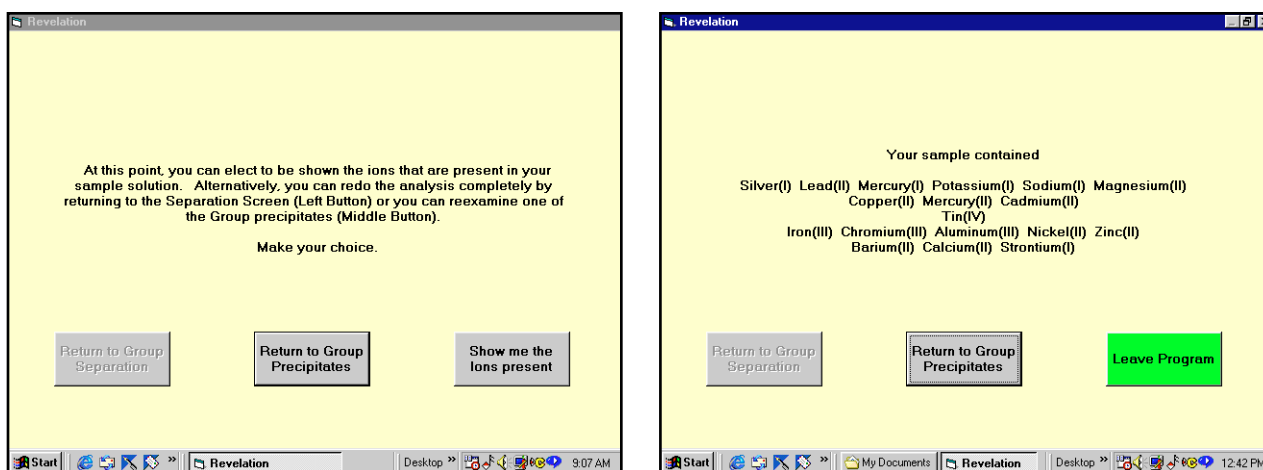 Revelation
At this point, you can elect to be shown the ions that are present in your
sample solution. Alternatively, you can redo the analysis completely by
returning to the Separation Screen (Left Button) or you can reexamine one of
the Group precipitates (Middle Button).
Make your choice.
Return to Group
Separation
Return to Group
Precipitates
Show me the
Ions present
Start
»
Revelation
Desktop »
9:07 AM
Revelation
Your sample contained
Silver(I) Lead(II) Mercury(I) Potassium(I) Sodium(I) Magnesium(II)
Copper(II) Mercury(II) Cadmium(II)
Tin(IV)
Iron(III) Chromium(III) Aluminum(III) Nickel(II) Zinc(II)
Barium(II) Calcium(II) Strontium(I)
Return to Group
Separation
Return to Group
Precipitates
Leave Program
Start
»
My Documents
Revelation
Desktop »
12:42 PM